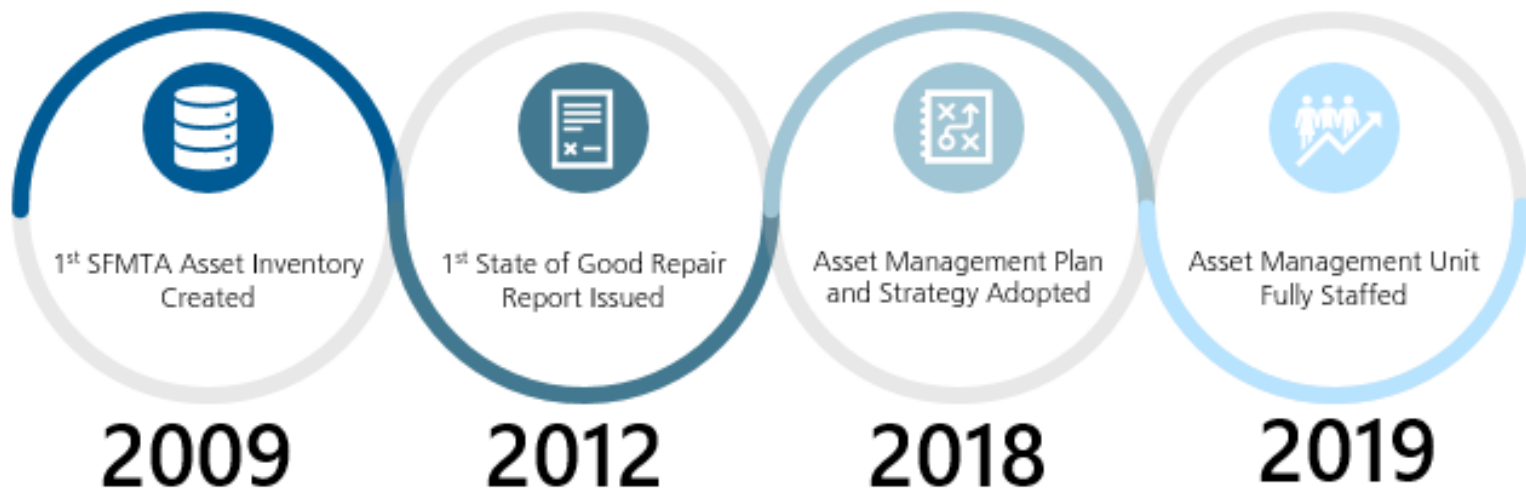 1st SFMTA Asset Inventory
Created
1st State of Good Repair
Report Issued
Asset Management Plan
and Strategy Adopted
Asset Management Unit
Fully Staffed
2009
2012
2018
2019